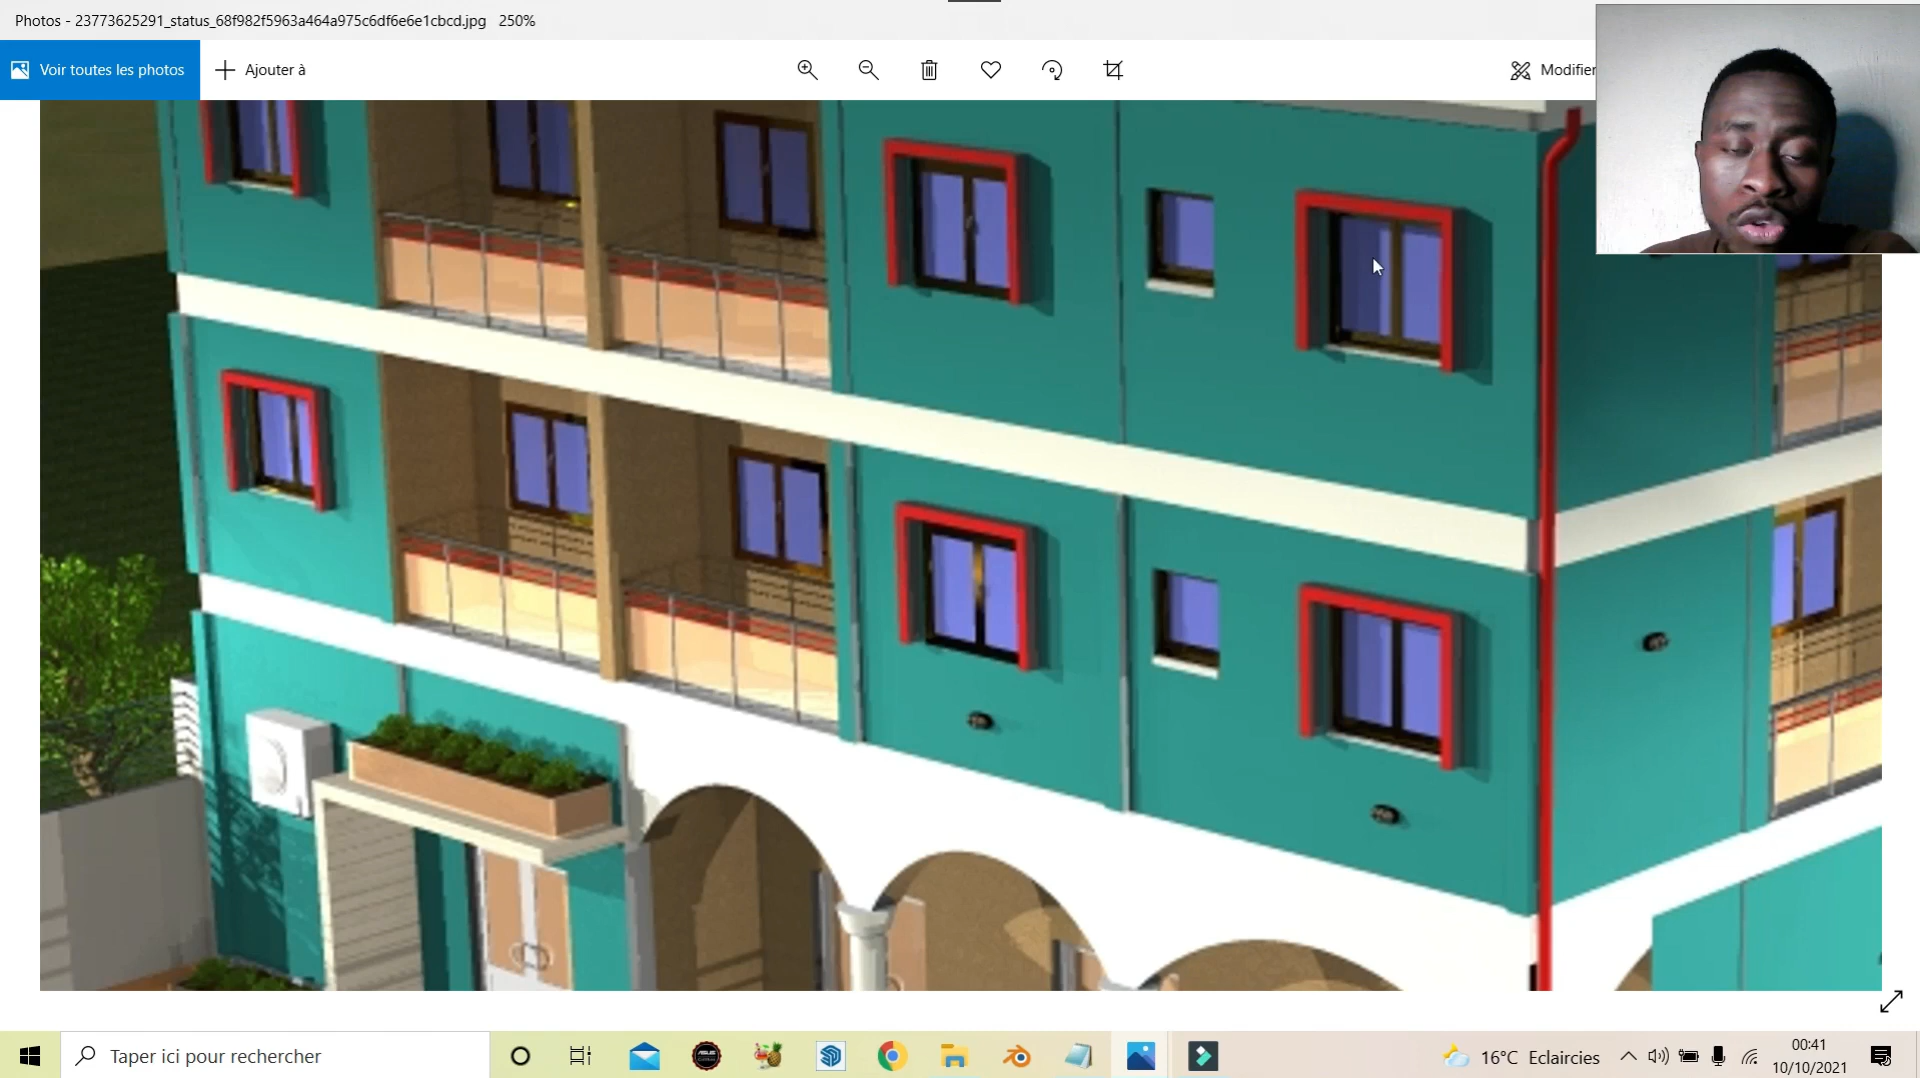 Photos - 23773625291_status_68f982f5963a464a975c6df6e6e1cbcd.jpg   250%
Voir toutes les photos
Ajouter à
Modifier
Taper ici pour rechercher
16°C Eclaircies
00:41
10/10/2021